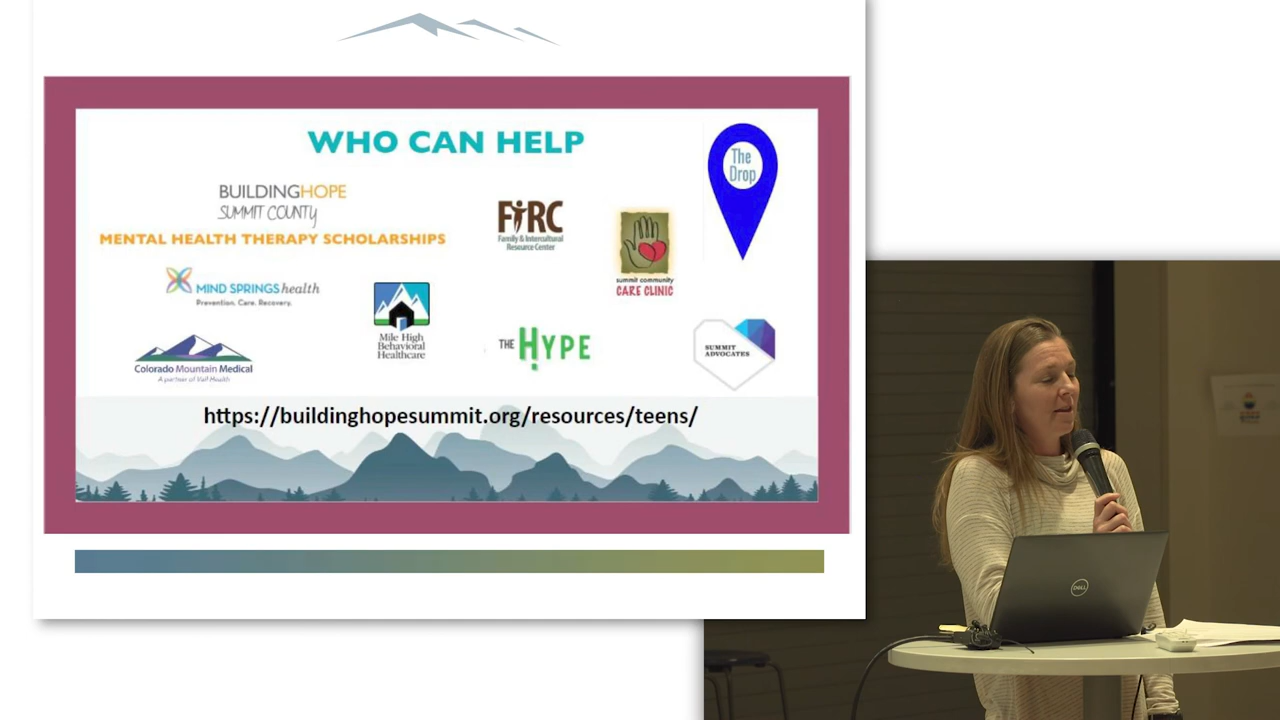 WHO CAN HELP
The
Drop
BUILDINGHOPE
SUMMIT COUNTY
MENTAL HEALTH THERAPY SCHOLARSHIPS
FiRC
Family & Intercultural
Resource Center
summit community
CARE CLINIC
MIND SPRINGS health
Prevention. Care. Recovery.
Mile High
Behavioral
Healthcare
THE HYPE
SUMMIT
ADVOCATES
Colorado Mountain Medical
A partner of Vail Health
https://buildinghopesummit.org/resources/teens/
DELL